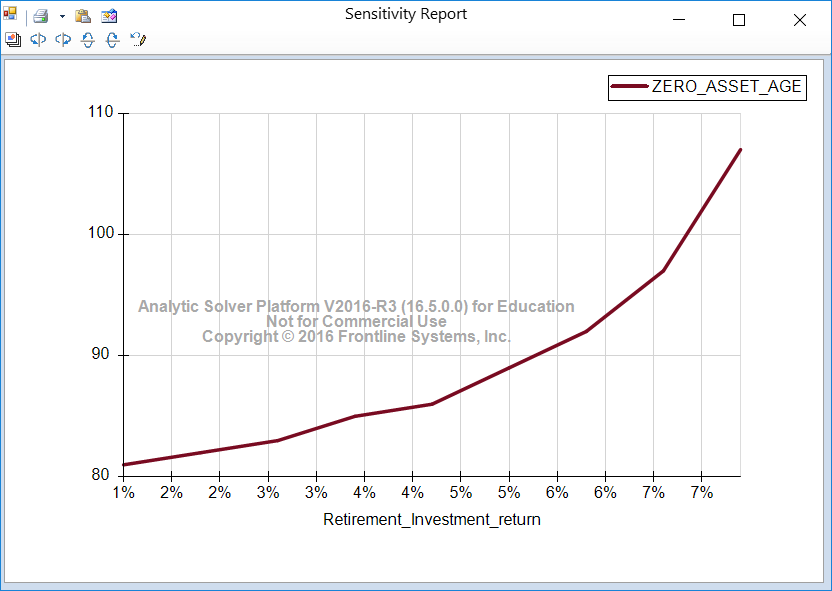 Sensitivity Report
ZERO_ASSET_AGE
110
100
90
80
Analytic Solver Platform V2016-R3 (16.5.0.0) for Education
Not for Commercial Use
Copyright © 2016 Frontline Systems, Inc.
1% 2% 2% 3% 3% 4% 4% 5% 5% 6% 6% 7% 7%
Retirement_Investment_return